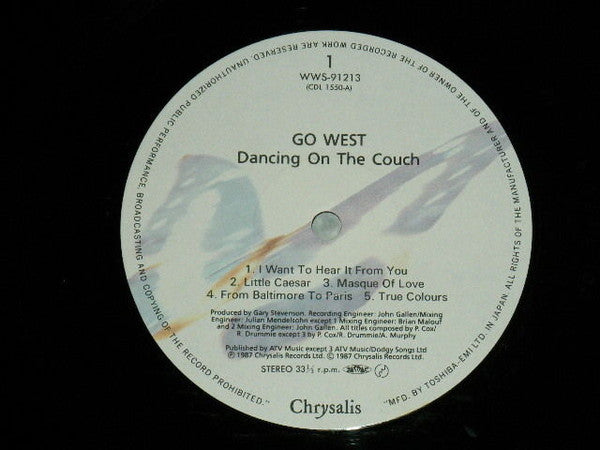 1
WWS-91213
(CDL 1550-A)
GO WEST
Dancing On The Couch
1. I Want To Hear It From You
2. Little Caesar 3. Masque Of Love
4. From Baltimore To Paris 5. True Colours
Produced by Gary Stevenson. Recording Engineer: John Gallen/Mixing
Engineer: Julian Mendelsohn except 1 Mixing Engineer: Brian Malouf
and 2 Mixing Engineer: John Gallen. All titles composed by P. Cox/
R. Drummie except 3 by P. Cox/R. Drummie/A. Murphy
Published by ATV Music except 3 ATV Music/Dodgy Songs Ltd
Ⓟ 1987 Chrysalis Records Ltd. © 1987 Chrysalis Records Ltd.
STEREO 33⅓ r.p.m.
Chrysalis
"MFD. BY TOSHIBA-EMI LTD. IN JAPAN. ALL RIGHTS OF THE MANUFACTURER AND OF THE OWNER OF THE RECORDED WORK ARE RESERVED. UNAUTHORIZED PUBLIC PERFORMANCE, BROADCASTING AND COPYING OF THE RECORD PROHIBITED."